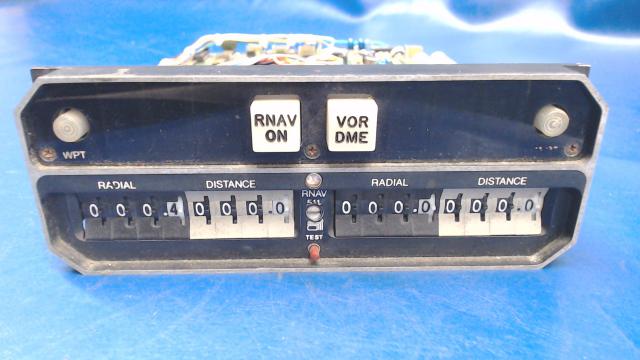 RNAV
ON
VOR
DME
WPT
RADIAL
DISTANCE
RNAV
511
TEST
RADIAL
DISTANCE
0 0 0.4
0 0 0.0
0 0 0.0
0 0 0.0